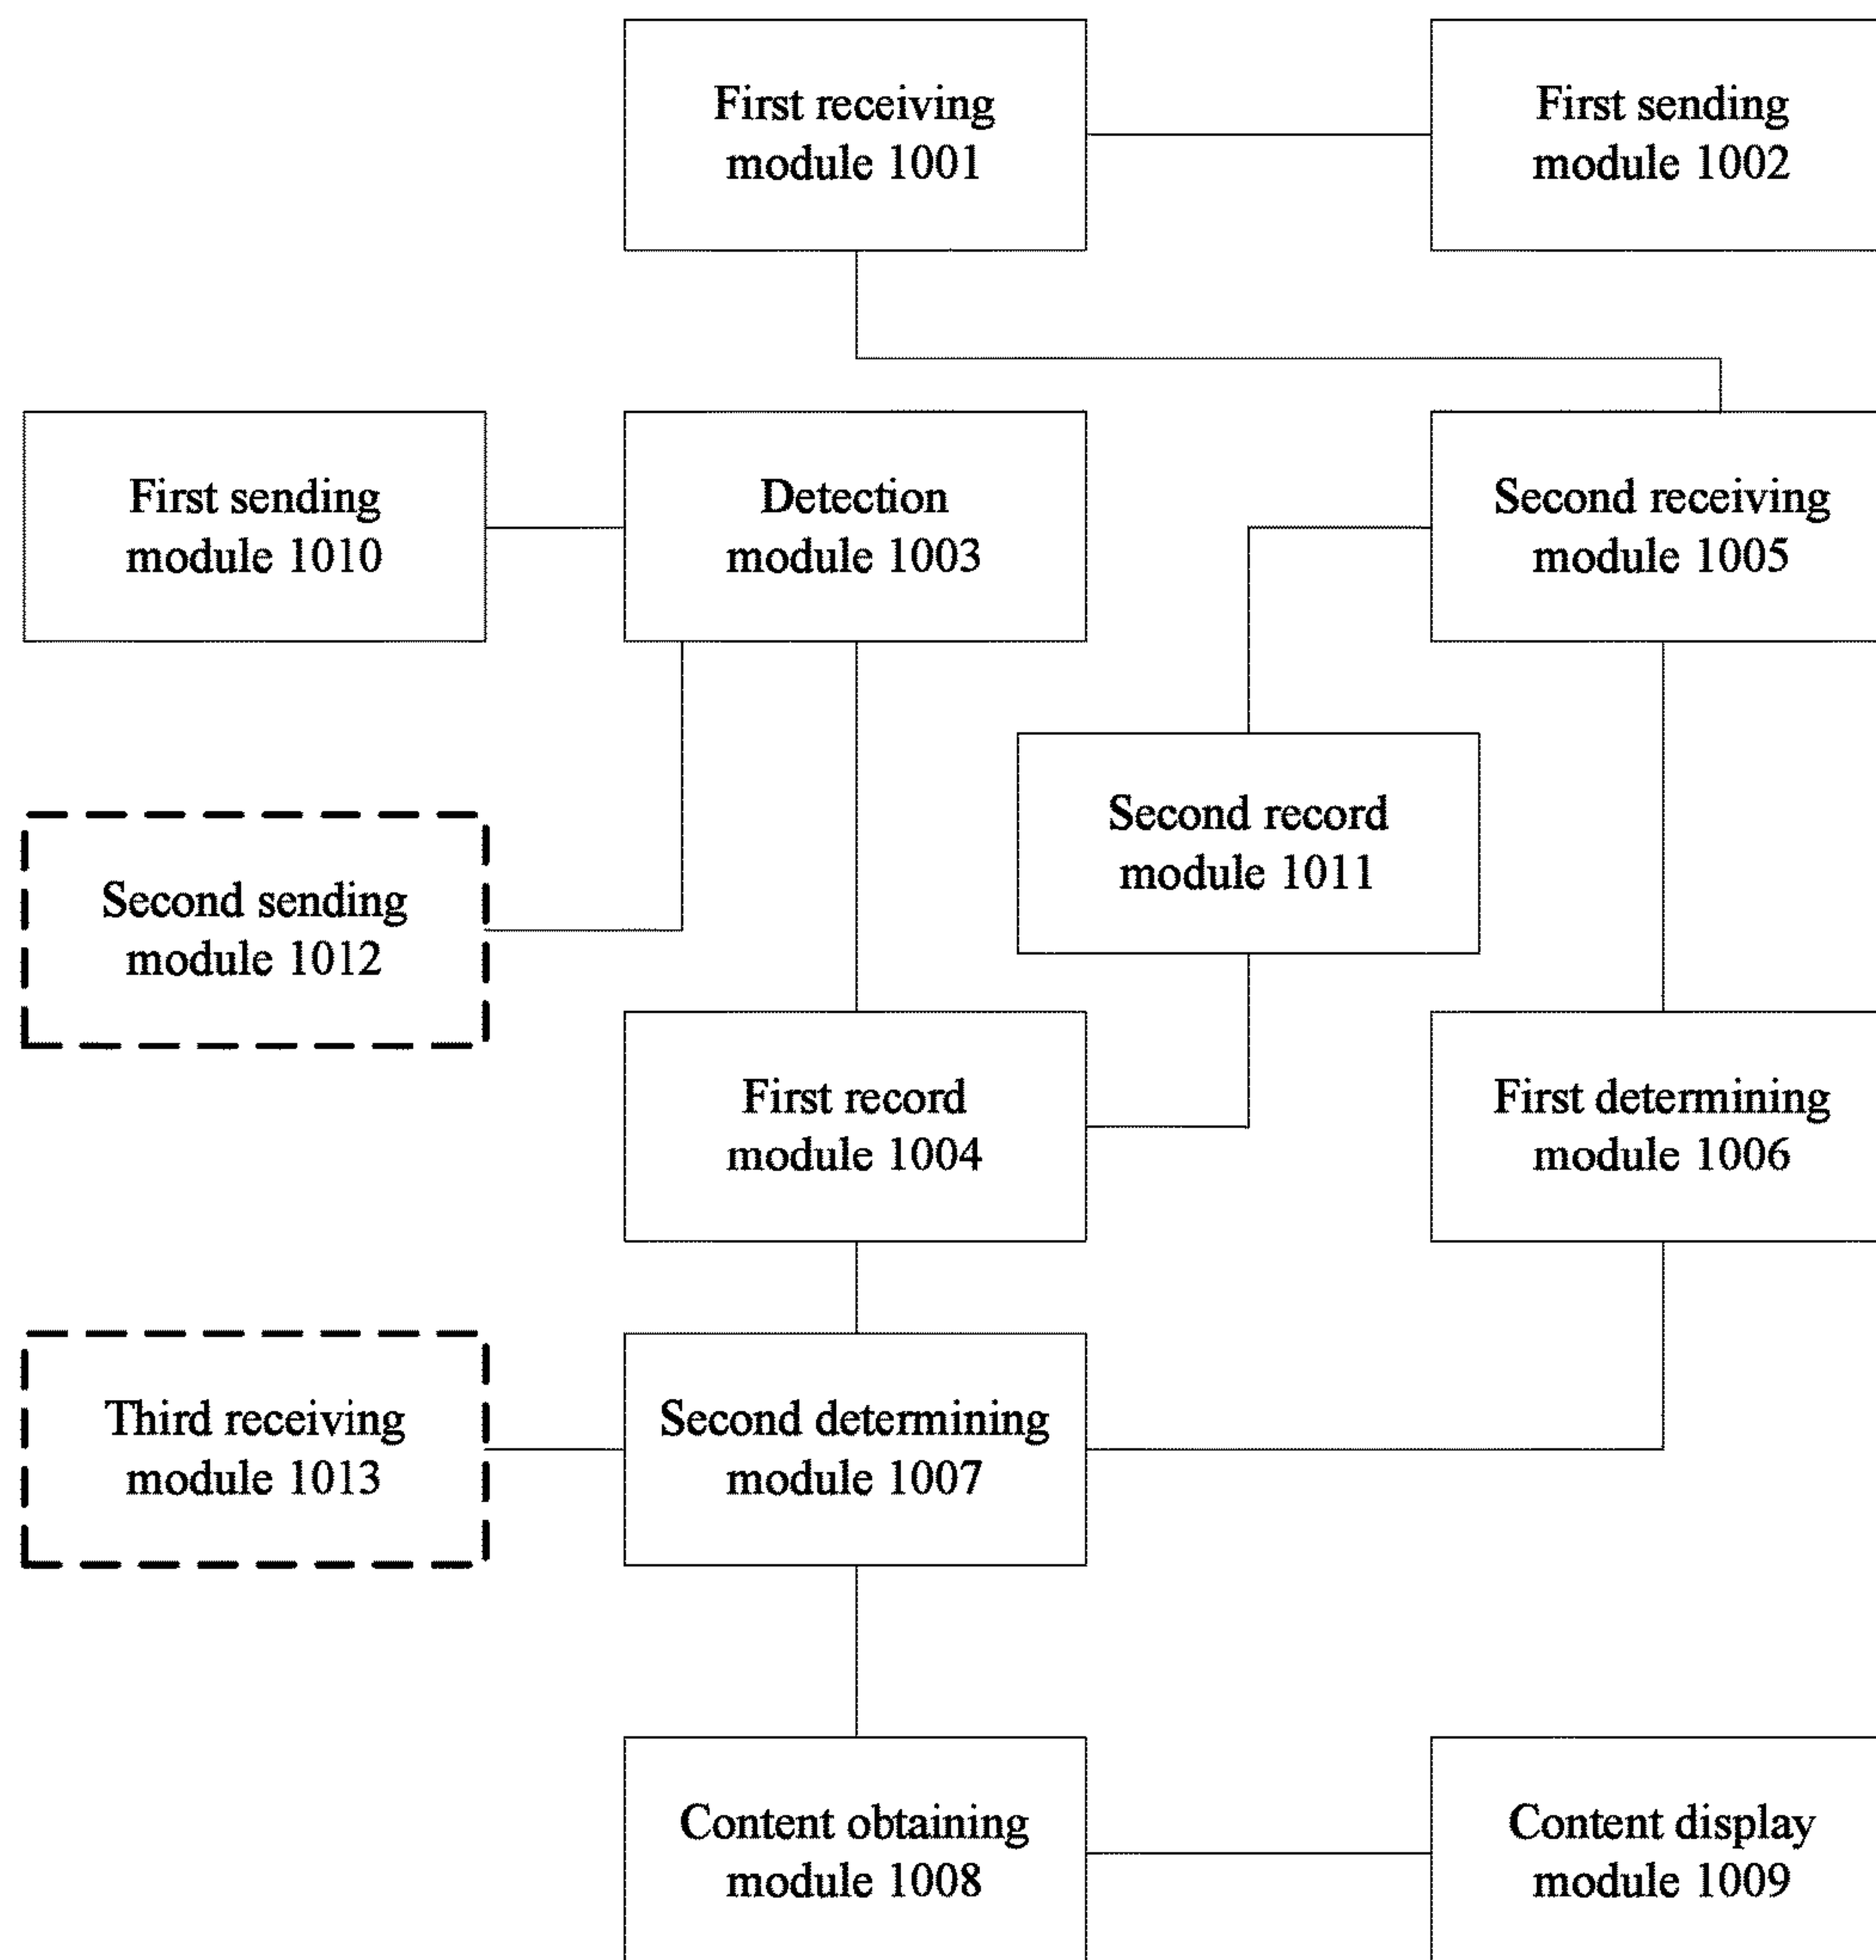 First receiving
module 1001
First sending
module 1002
First sending
module 1010
Detection
module 1003
Second receiving
module 1005
Second record
module 1011
Second sending
module 1012
First record
module 1004
First determining
module 1006
Third receiving
module 1013
Second determining
module 1007
Content obtaining
module 1008
Content display
module 1009